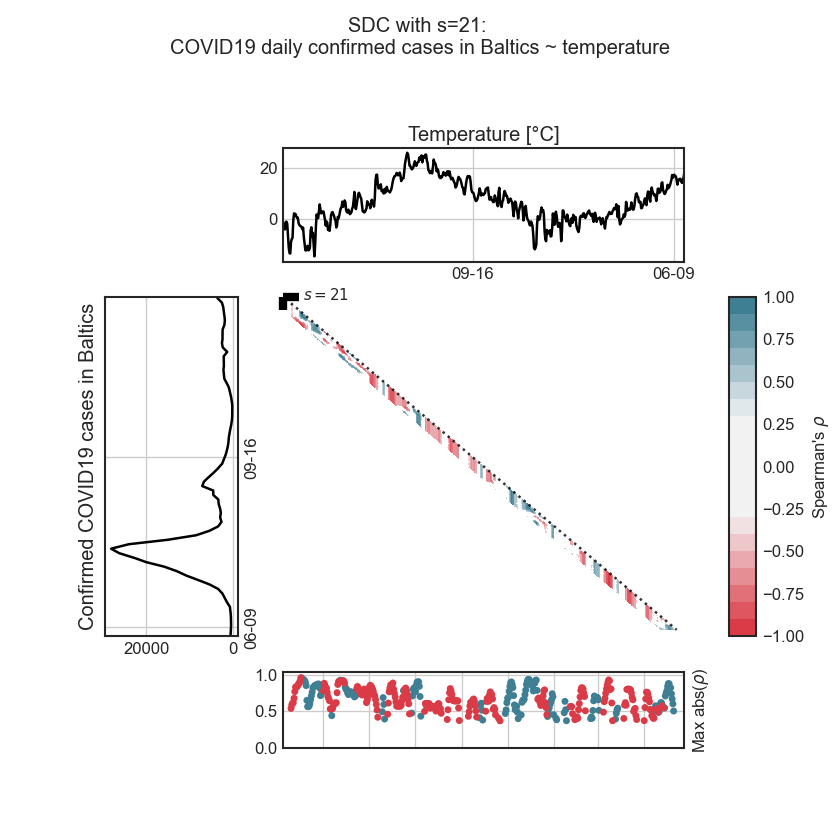 SDC with s=21:
COVID19 daily confirmed cases in Baltics ~ temperature
Temperature [°C]
20
0
09-16
06-09
s = 21
Confirmed COVID19 cases in Baltics
09-16
06-09
20000
0
1.00
0.75
0.50
0.25
0.00
−0.25
−0.50
−0.75
−1.00
Spearman's ρ
1.0
0.5
0.0
Max abs(ρ)